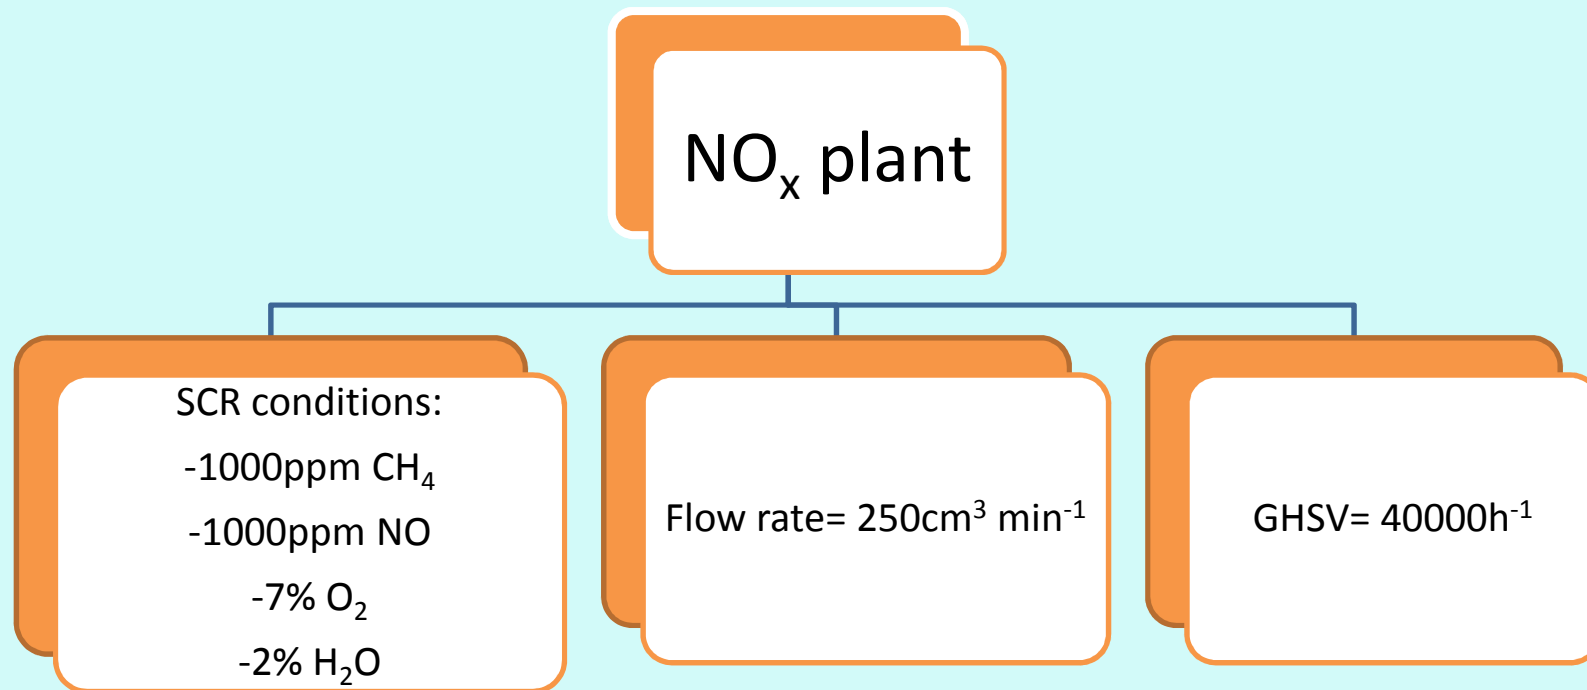 NOₓ plant
SCR conditions:
-1000ppm CH₄
-1000ppm NO
-7% O₂
-2% H₂O
Flow rate= 250cm³ min⁻¹
GHSV= 40000h⁻¹